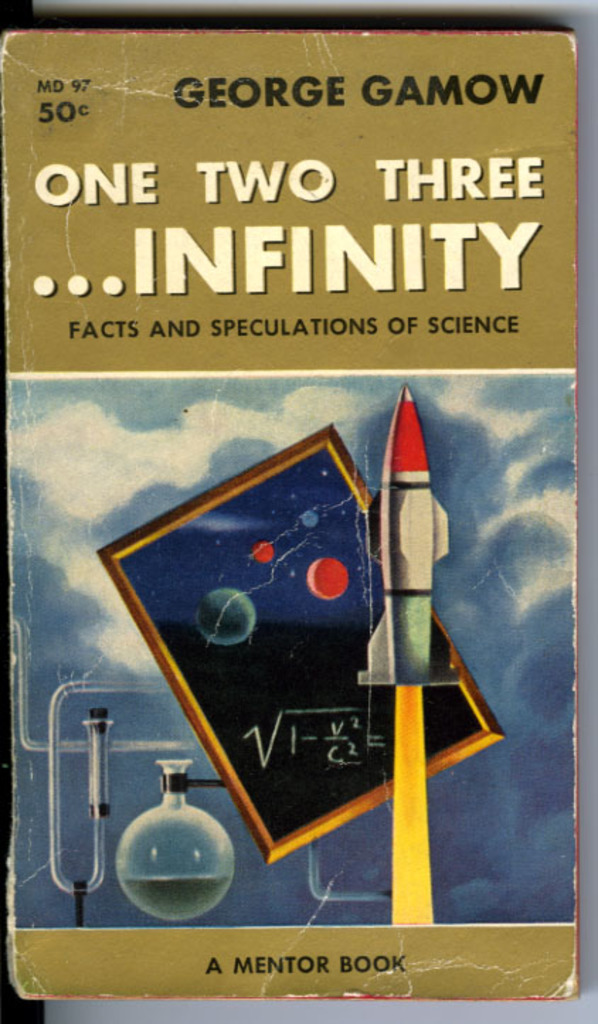 MD 97
50c
GEORGE GAMOW
ONE TWO THREE
...INFINITY
FACTS AND SPECULATIONS OF SCIENCE
√1-v²/c²=
A MENTOR BOOK